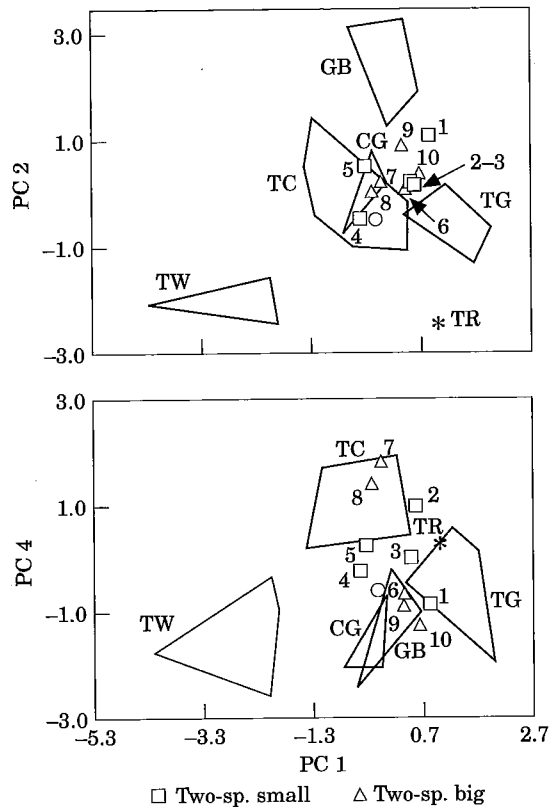 3.0
GB
9
1
1.0
CG
10
5
2–3
7
TC
TG
PC 2
8
6
4
−1.0
TW
* TR
−3.0
3.0
TC
7
8
2
1.0
TR
*
5
3
4
PC 4
6
1
TG
−1.0
TW
CG
9
10
GB
−3.0
−5.3 −3.3 −1.3 0.7 2.7
PC 1
□ Two-sp. small △ Two-sp. big